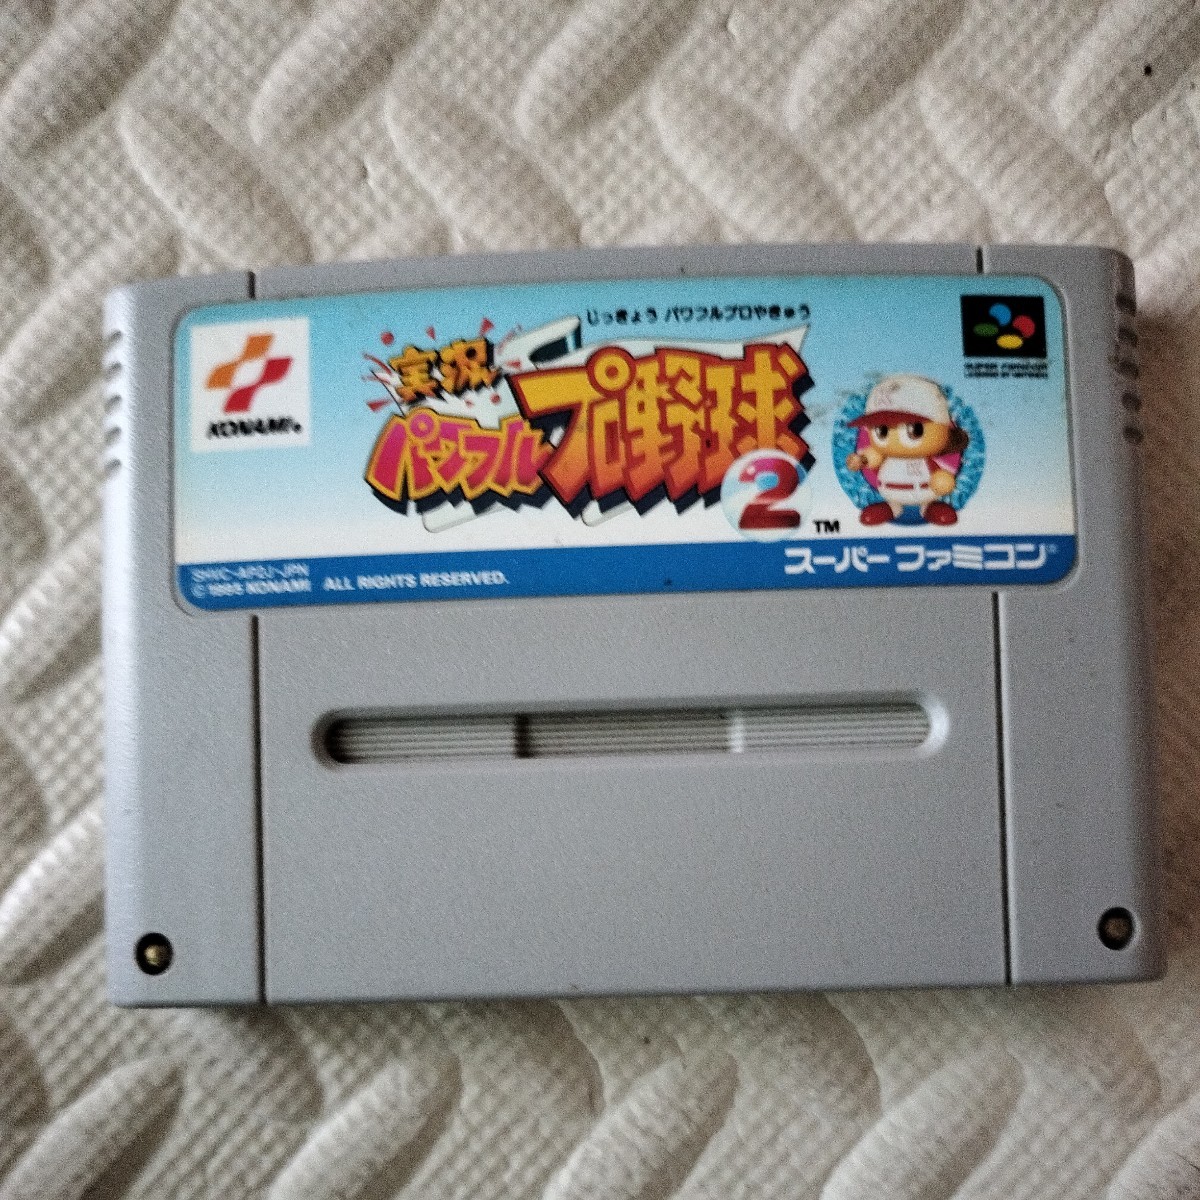 じっきょう パワフルプロやきゅう
KONAMI®
実況
パワフルプロ野球
2 TM
SUPER FAMICOM
スーパーファミコン®
SHVC-AP2J-JPN
© 1995 KONAMI ALL RIGHTS RESERVED.